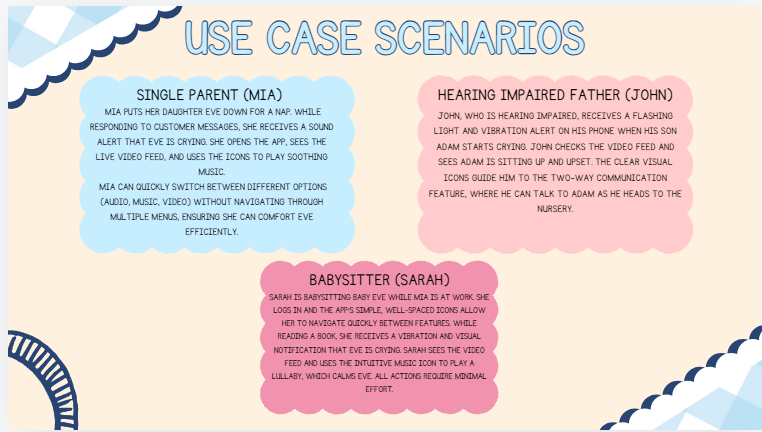 USE CASE SCENARIOS
SINGLE PARENT (MIA)
MIA PUTS HER DAUGHTER EVE DOWN FOR A NAP. WHILE
RESPONDING TO CUSTOMER MESSAGES, SHE RECEIVES A SOUND
ALERT THAT EVE IS CRYING. SHE OPENS THE APP, SEES THE
LIVE VIDEO FEED, AND USES THE ICONS TO PLAY SOOTHING
MUSIC.
MIA CAN QUICKLY SWITCH BETWEEN DIFFERENT OPTIONS
(AUDIO, MUSIC, VIDEO) WITHOUT NAVIGATING THROUGH
MULTIPLE MENUS, ENSURING SHE CAN COMFORT EVE
EFFICIENTLY.
HEARING IMPAIRED FATHER (JOHN)
JOHN, WHO IS HEARING IMPAIRED, RECEIVES A FLASHING
LIGHT AND VIBRATION ALERT ON HIS PHONE WHEN HIS SON
ADAM STARTS CRYING. JOHN CHECKS THE VIDEO FEED AND
SEES ADAM IS SITTING UP AND UPSET. THE CLEAR VISUAL
ICONS GUIDE HIM TO THE TWO-WAY COMMUNICATION
FEATURE, WHERE HE CAN TALK TO ADAM AS HE HEADS TO THE
NURSERY.
BABYSITTER (SARAH)
SARAH IS BABYSITTING BABY EVE WHILE MIA IS AT WORK. SHE
LOGS IN AND THE APP'S SIMPLE, WELL-SPACED ICONS ALLOW
HER TO NAVIGATE QUICKLY BETWEEN FEATURES. WHILE
READING A BOOK, SHE RECEIVES A VIBRATION AND VISUAL
NOTIFICATION THAT EVE IS CRYING. SARAH SEES THE VIDEO
FEED AND USES THE INTUITIVE MUSIC ICON TO PLAY A
LULLABY, WHICH CALMS EVE. ALL ACTIONS REQUIRE MINIMAL
EFFORT.